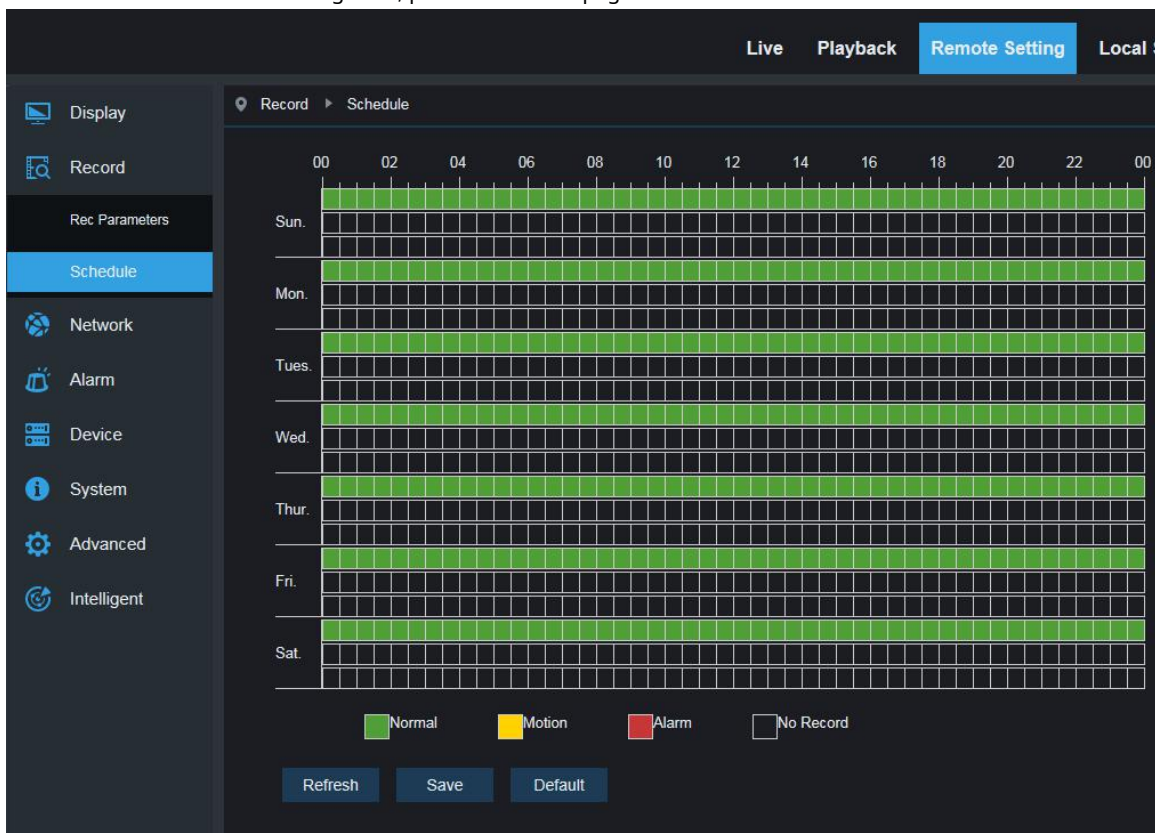 Live Playback Remote Setting Local
Display
Record
Rec Parameters
Schedule
Network
Alarm
Device
System
Advanced
Intelligent
Record Schedule
00 02 04 06 08 10 12 14 16 18 20 22 00
Sun.
Mon.
Tues.
Wed.
Thur.
Fri.
Sat.
Normal Motion Alarm No Record
Refresh Save Default